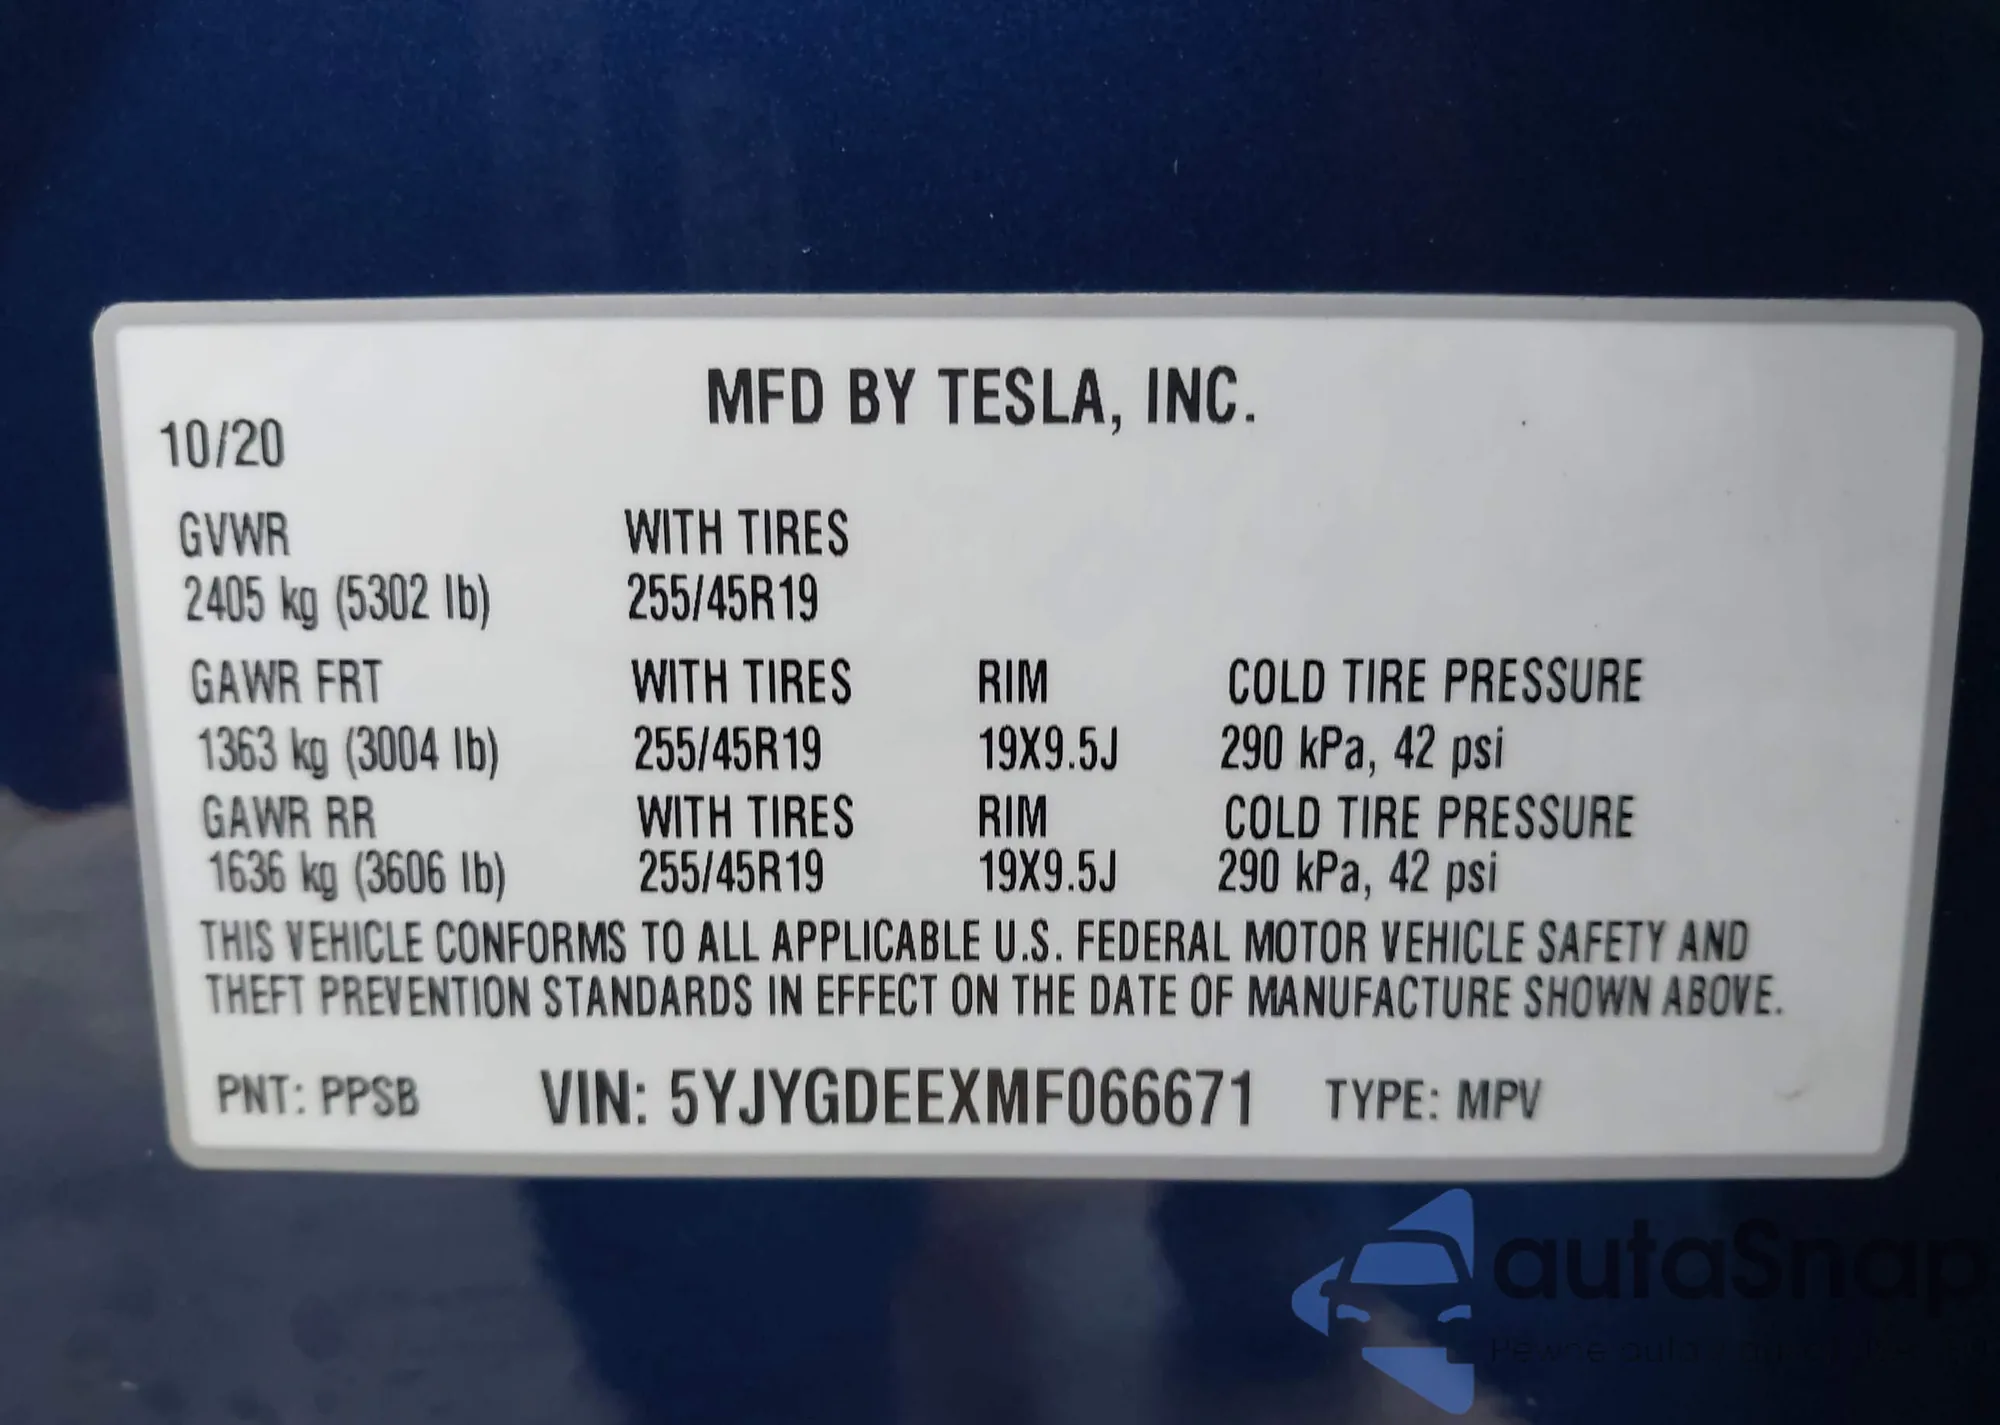 MFD BY TESLA, INC.
10/20
GVWR WITH TIRES
2405 kg (5302 lb) 255/45R19
GAWR FRT WITH TIRES RIM COLD TIRE PRESSURE
1363 kg (3004 lb) 255/45R19 19X9.5J 290 kPa, 42 psi
GAWR RR WITH TIRES RIM COLD TIRE PRESSURE
1636 kg (3606 lb) 255/45R19 19X9.5J 290 kPa, 42 psi
THIS VEHICLE CONFORMS TO ALL APPLICABLE U.S. FEDERAL MOTOR VEHICLE SAFETY AND
THEFT PREVENTION STANDARDS IN EFFECT ON THE DATE OF MANUFACTURE SHOWN ABOVE.
PNT: PPSB VIN: 5YJYGDEEXMF066671 TYPE: MPV
autaSnap
auta